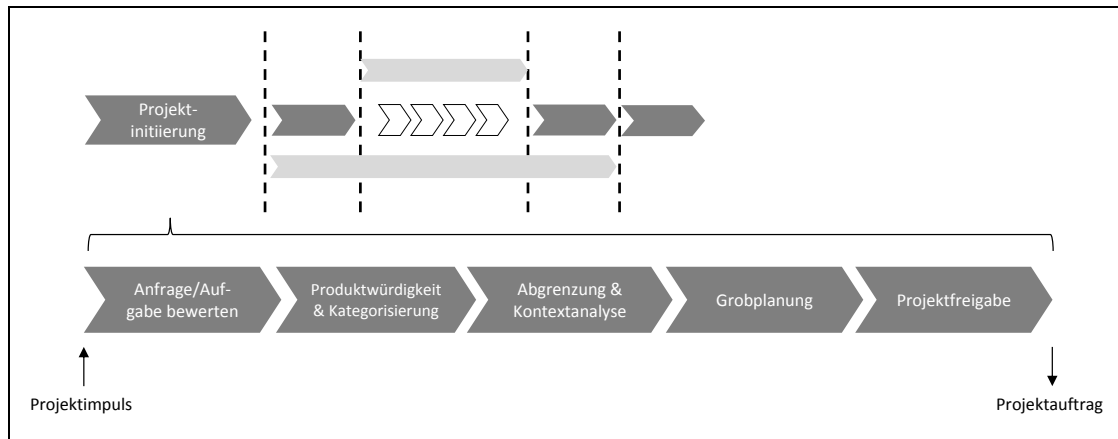 Projekt-
initiierung
Anfrage/Auf-
gabe bewerten
Produktwürdigkeit
& Kategorisierung
Abgrenzung &
Kontextanalyse
Grobplanung
Projektfreigabe
Projektimpuls
Projektauftrag